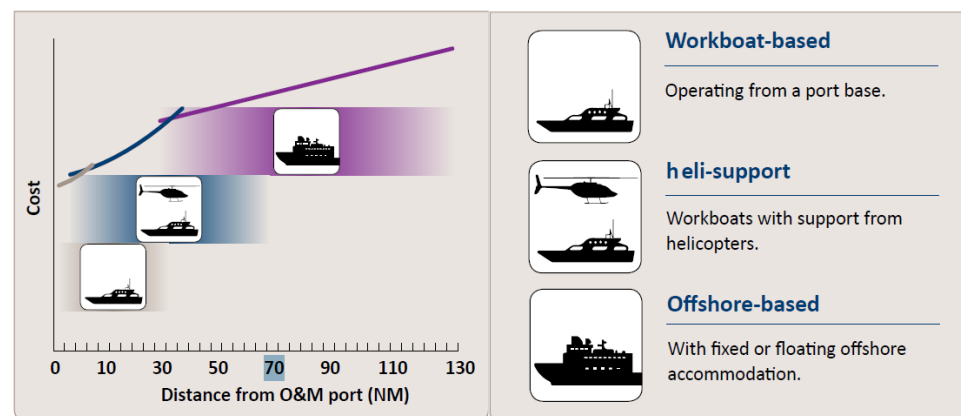 Cost
0 10 30 50 70 90 110 130
Distance from O&M port (NM)
Workboat-based
Operating from a port base.
heli-support
Workboats with support from
helicopters.
Offshore-based
With fixed or floating offshore
accommodation.